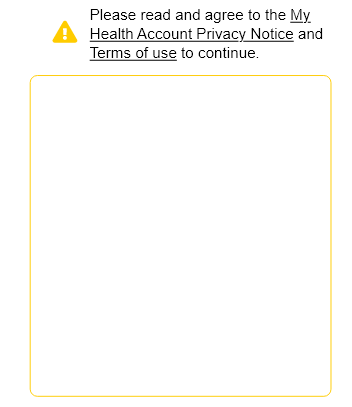 Please read and agree to the My
Health Account Privacy Notice and
Terms of use to continue.